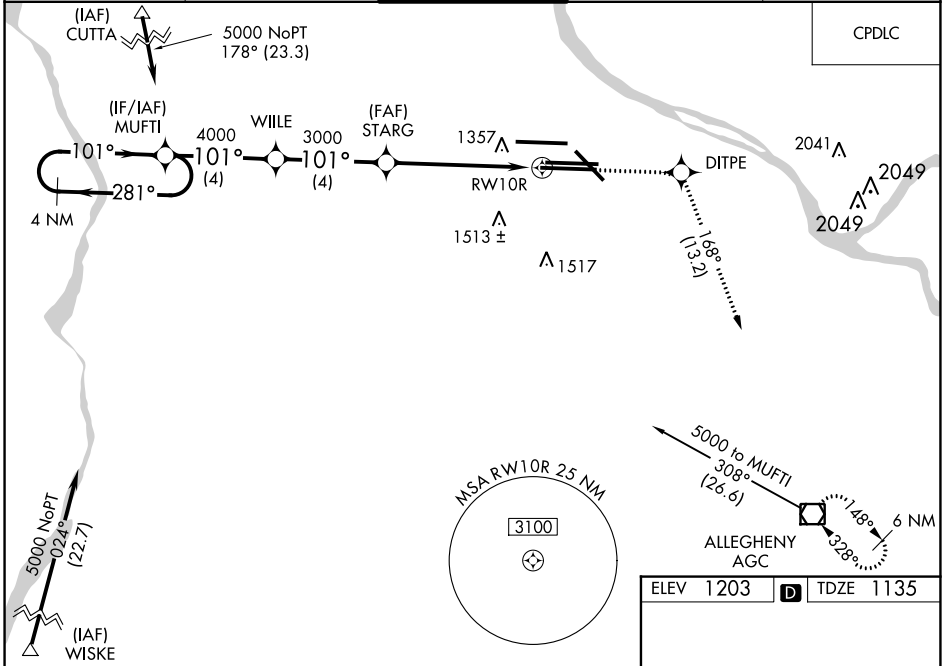 (IAF)
CUTTA
5000 NoPT
178° (23.3)
CPDLC
(IF/IAF)
MUFTI
WIILE
(FAF)
STARG
4000
101°
(4)
3000
101°
(4)
101°
281°
4 NM
1357
RW10R
DITPE
2041
2049
2049
1513 ±
1517
168°
(13.2)
5000 NoPT
024°
(22.7)
(IAF)
WISKE
MSA RW10R 25 NM
3100
5000 to MUFTI
308°
(26.6)
ALLEGHENY
AGC
148°
328°
6 NM
ELEV 1203 D TDZE 1135